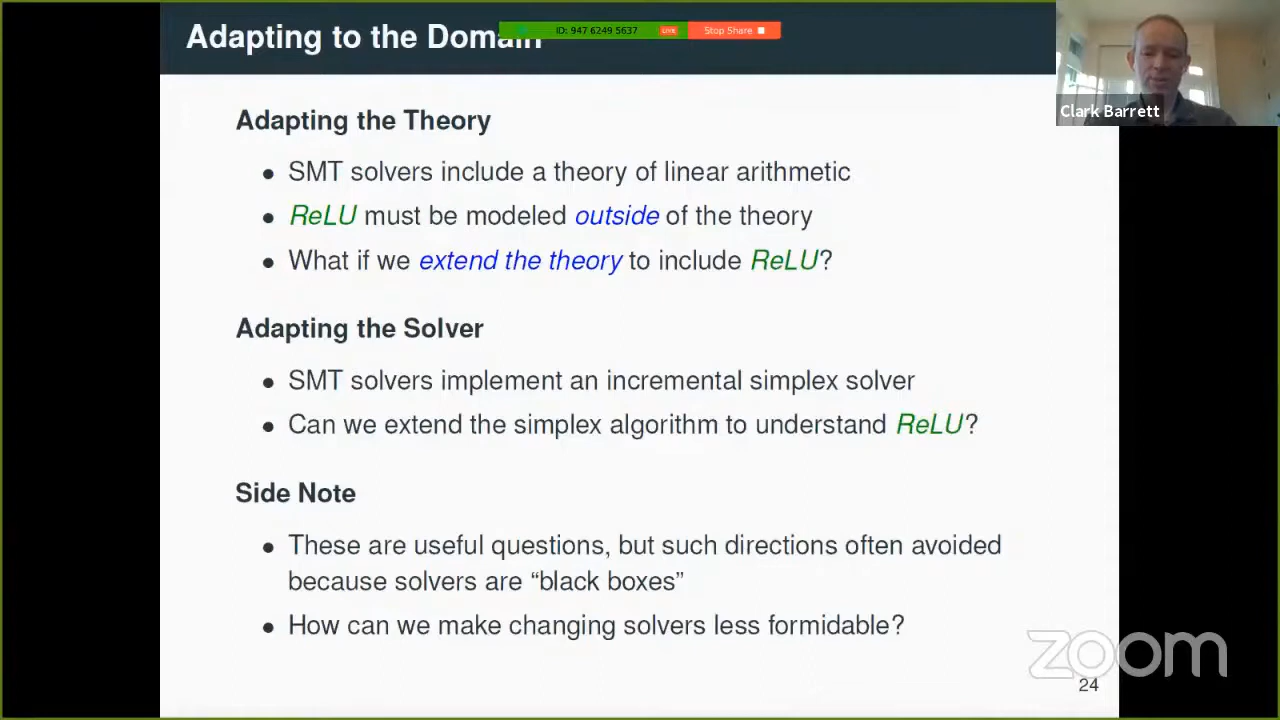 Adapting to the Domain
ID: 947 6249 5637
LIVE
Stop Share
Clark Barrett
Adapting the Theory
• SMT solvers include a theory of linear arithmetic
• ReLU must be modeled outside of the theory
• What if we extend the theory to include ReLU?
Adapting the Solver
• SMT solvers implement an incremental simplex solver
• Can we extend the simplex algorithm to understand ReLU?
Side Note
• These are useful questions, but such directions often avoided
because solvers are “black boxes”
• How can we make changing solvers less formidable?
zoom
24